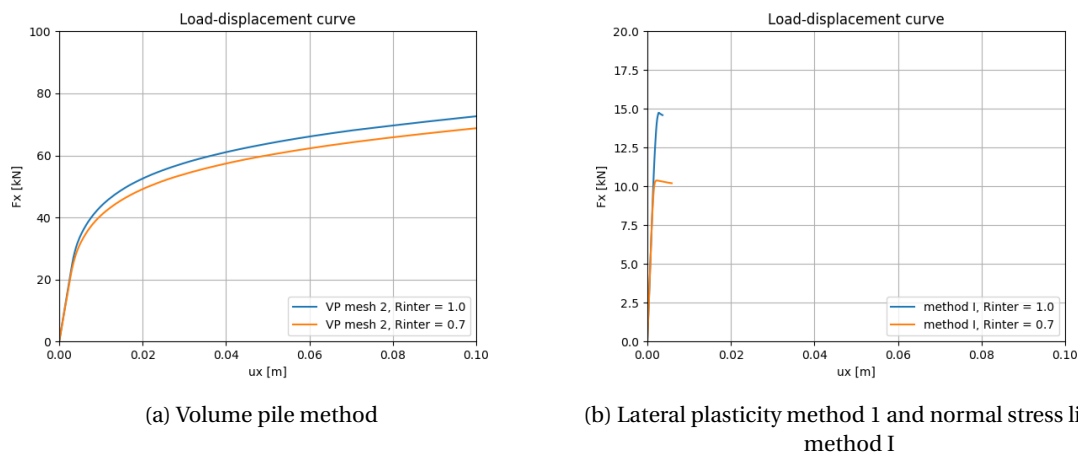 Load-displacement curve
100
80
60
40
20
0
Fx [kN]
0.00
0.02
0.04
0.06
0.08
0.10
ux [m]
VP mesh 2, Rinter = 1.0
VP mesh 2, Rinter = 0.7
(a) Volume pile method
Load-displacement curve
20.0
17.5
15.0
12.5
10.0
7.5
5.0
2.5
0.0
Fx [kN]
0.00
0.02
0.04
0.06
0.08
0.10
ux [m]
method I, Rinter = 1.0
method I, Rinter = 0.7
(b) Lateral plasticity method 1 and normal stress li
method I